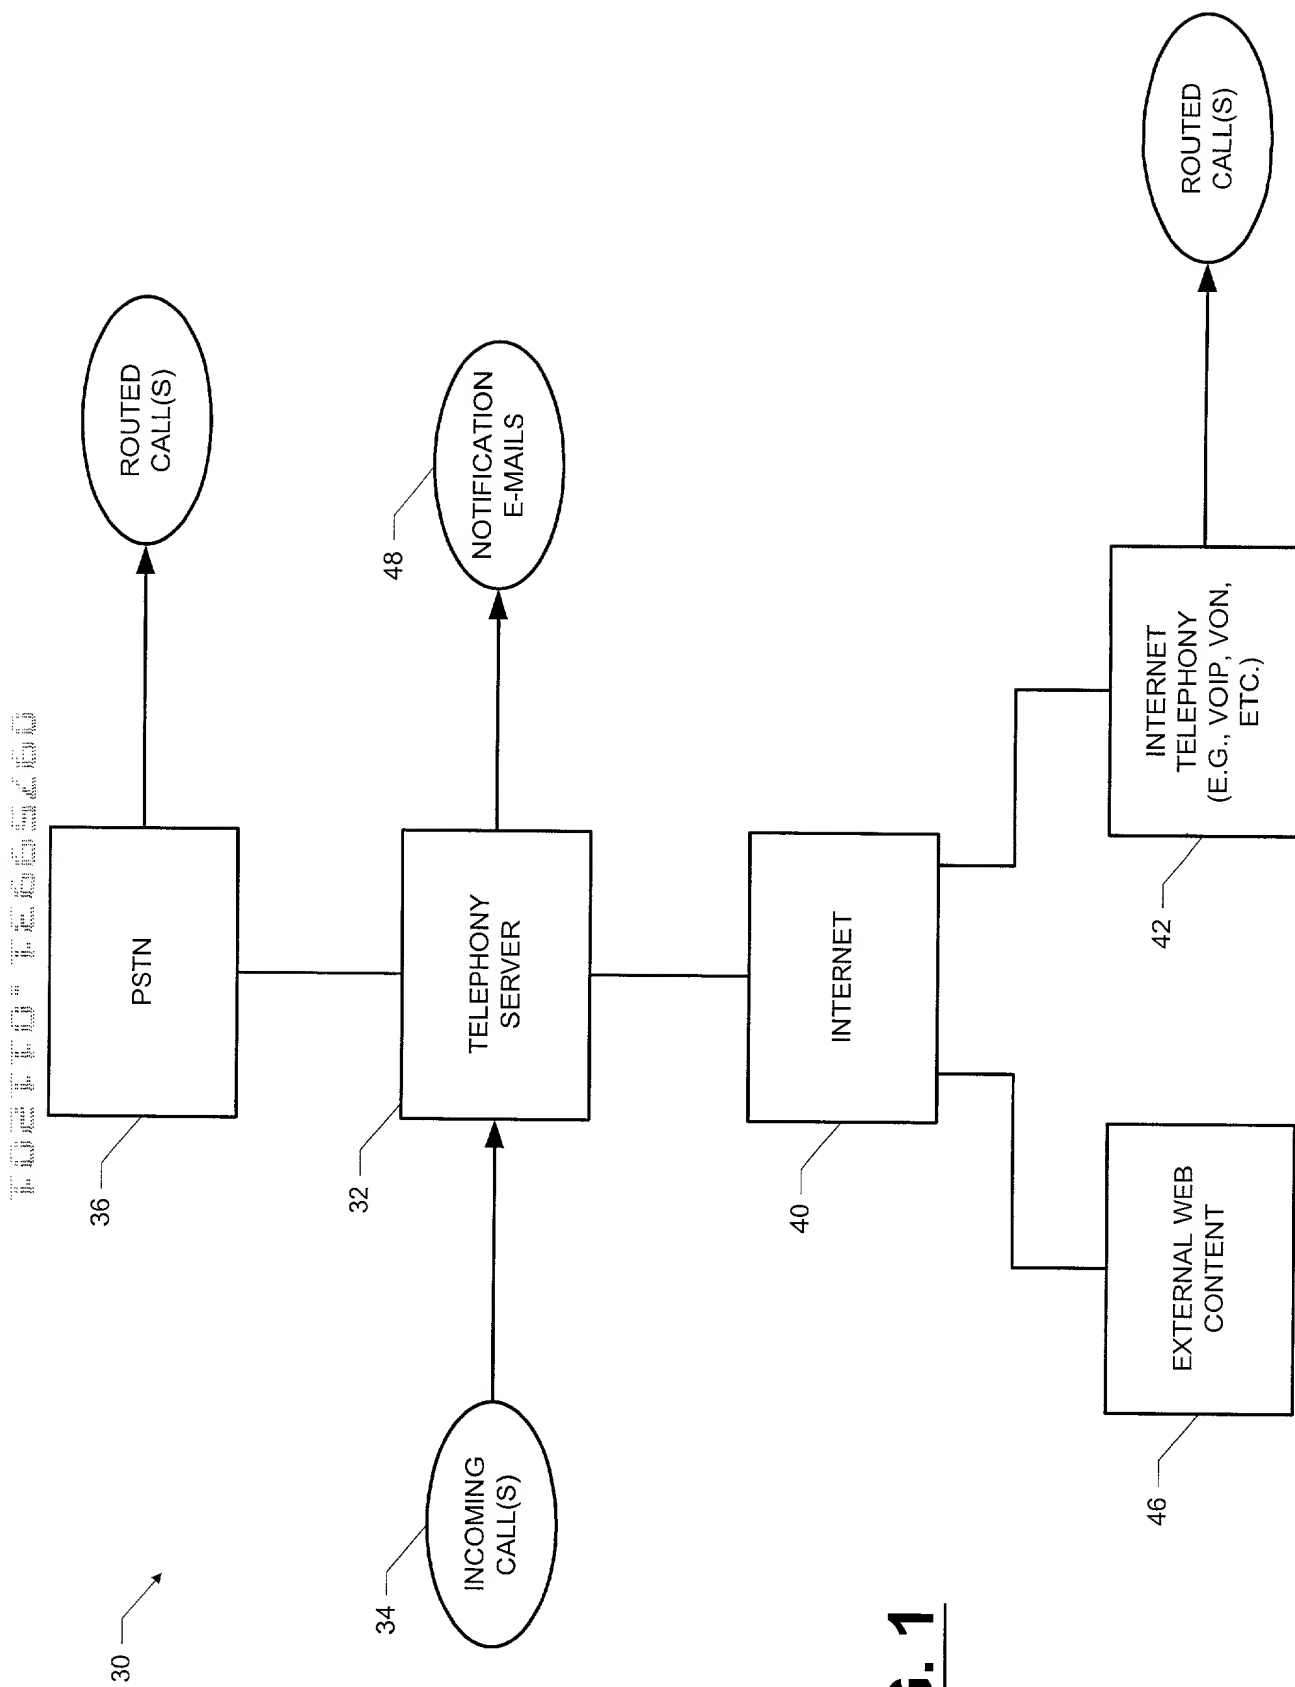 ROUTED
CALL(S)
PSTN
36
NOTIFICATION
E-MAILS
48
TELEPHONY
SERVER
32
INCOMING
CALL(S)
34
30
INTERNET
40
ROUTED
CALL(S)
INTERNET
TELEPHONY
(E.G., VOIP, VON,
ETC.)
42
EXTERNAL WEB
CONTENT
46
G. 1